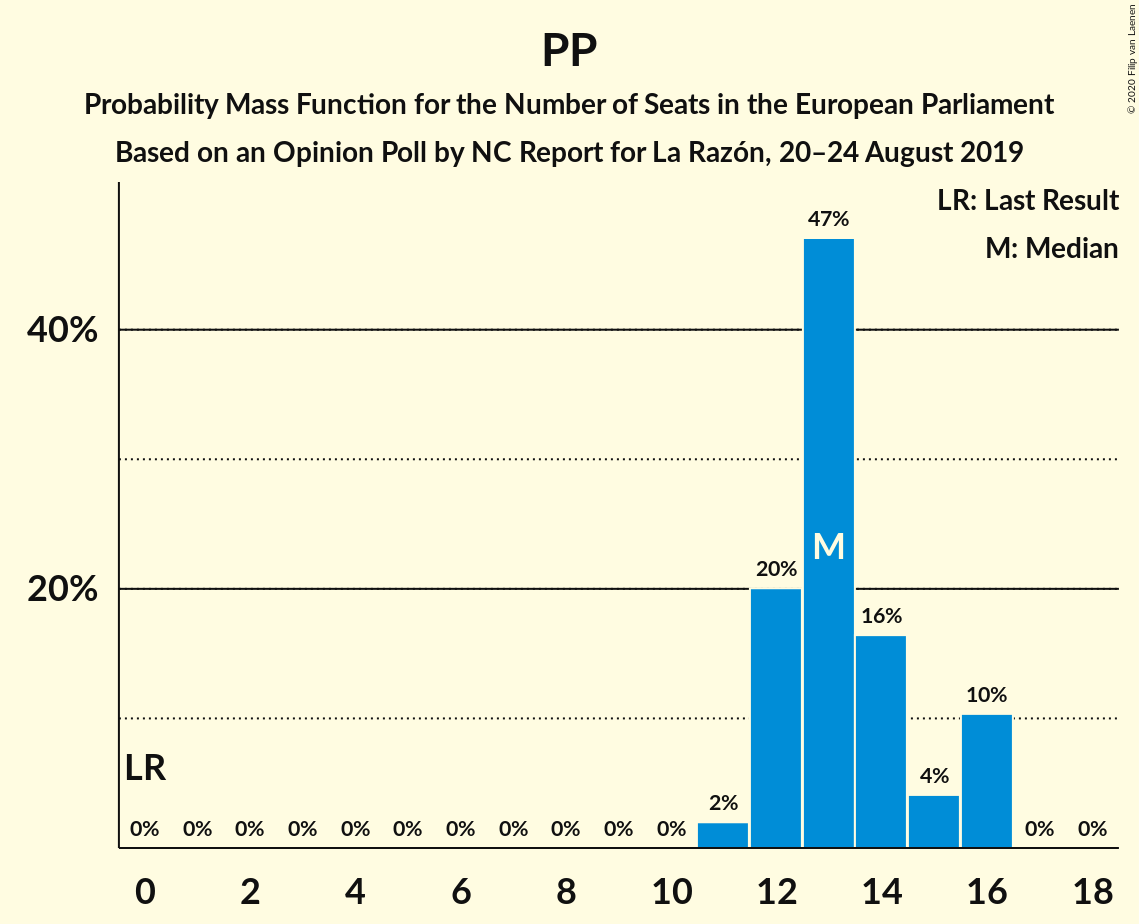 PP
Probability Mass Function for the Number of Seats in the European Parliament
Based on an Opinion Poll by NC Report for La Razón, 20–24 August 2019
© 2020 Filip van Laenen
LR: Last Result
M: Median
47%
40%
M
20%
20%
16%
10%
LR
4%
2%
0% 0% 0% 0% 0% 0% 0% 0% 0% 0% 0% 0% 0%
0 2 4 6 8 10 12 14 16 18